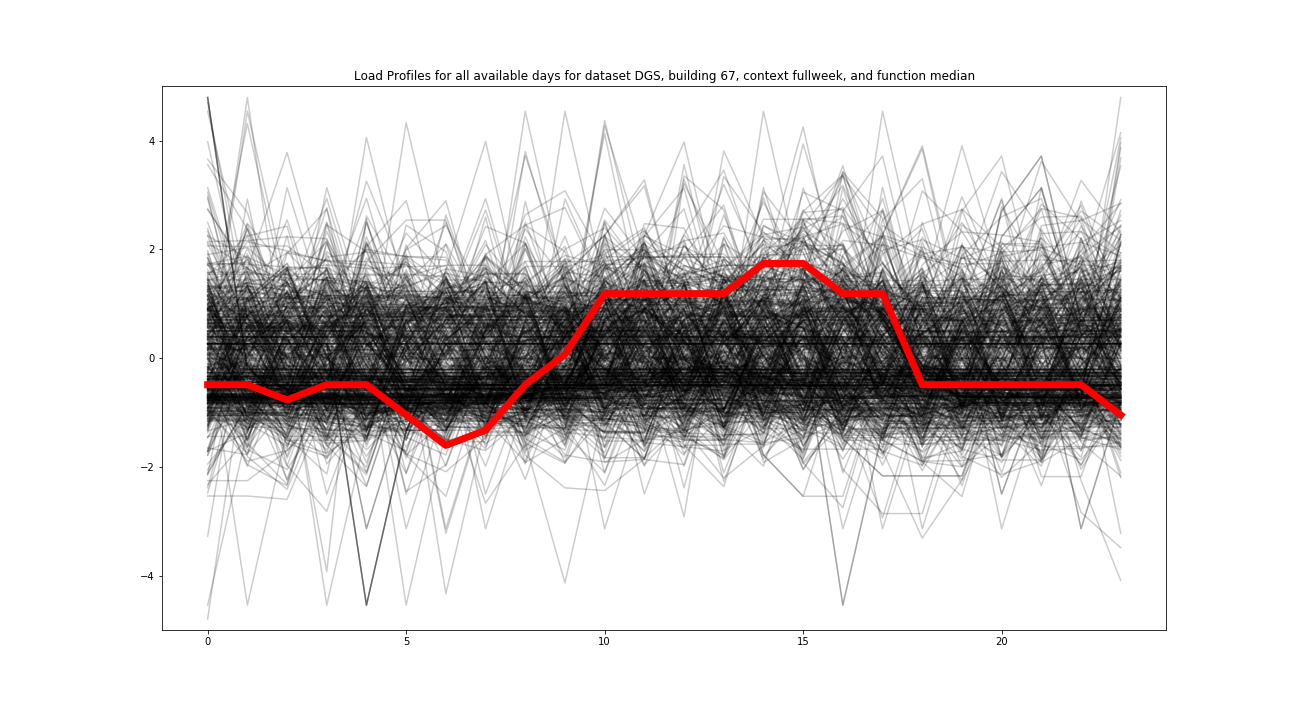 Load Profiles for all available days for dataset DGS, building 67, context fullweek, and function median
4
2
0
−2
−4
0 5 10 15 20